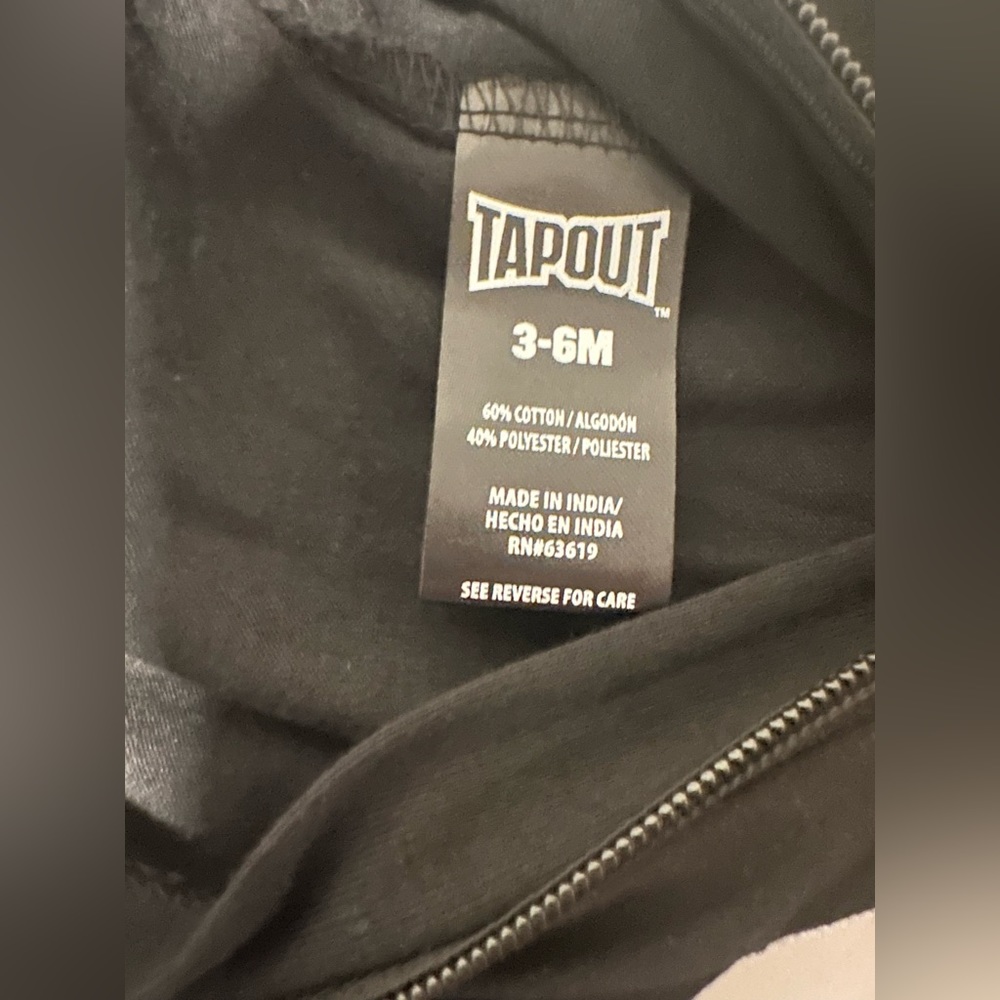 TAPOUT
TM
3-6M
60% COTTON / ALGODÓN
40% POLYESTER / POLIESTER
MADE IN INDIA/
HECHO EN INDIA
RN#63619
SEE REVERSE FOR CARE